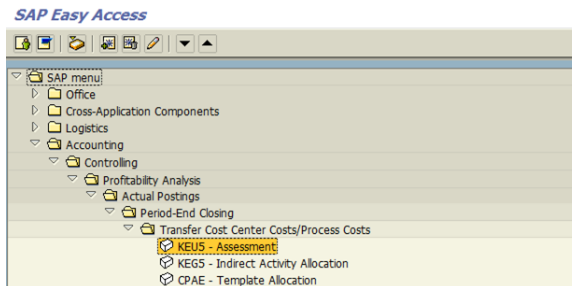 SAP Easy Access
SAP menu
Office
Cross-Application Components
Logistics
Accounting
Controlling
Profitability Analysis
Actual Postings
Period-End Closing
Transfer Cost Center Costs/Process Costs
KEU5 - Assessment
KEG5 - Indirect Activity Allocation
CPAE - Template Allocation